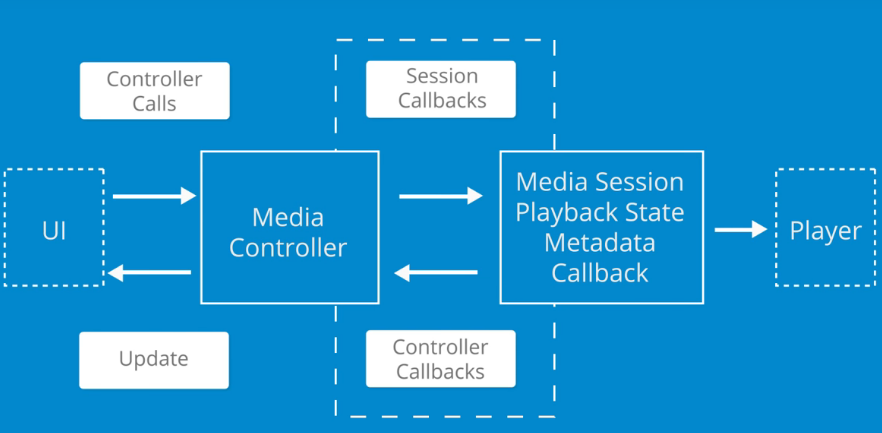 Controller
Calls
Session
Callbacks
UI
Media
Controller
Media Session
Playback State
Metadata
Callback
Player
Update
Controller
Callbacks